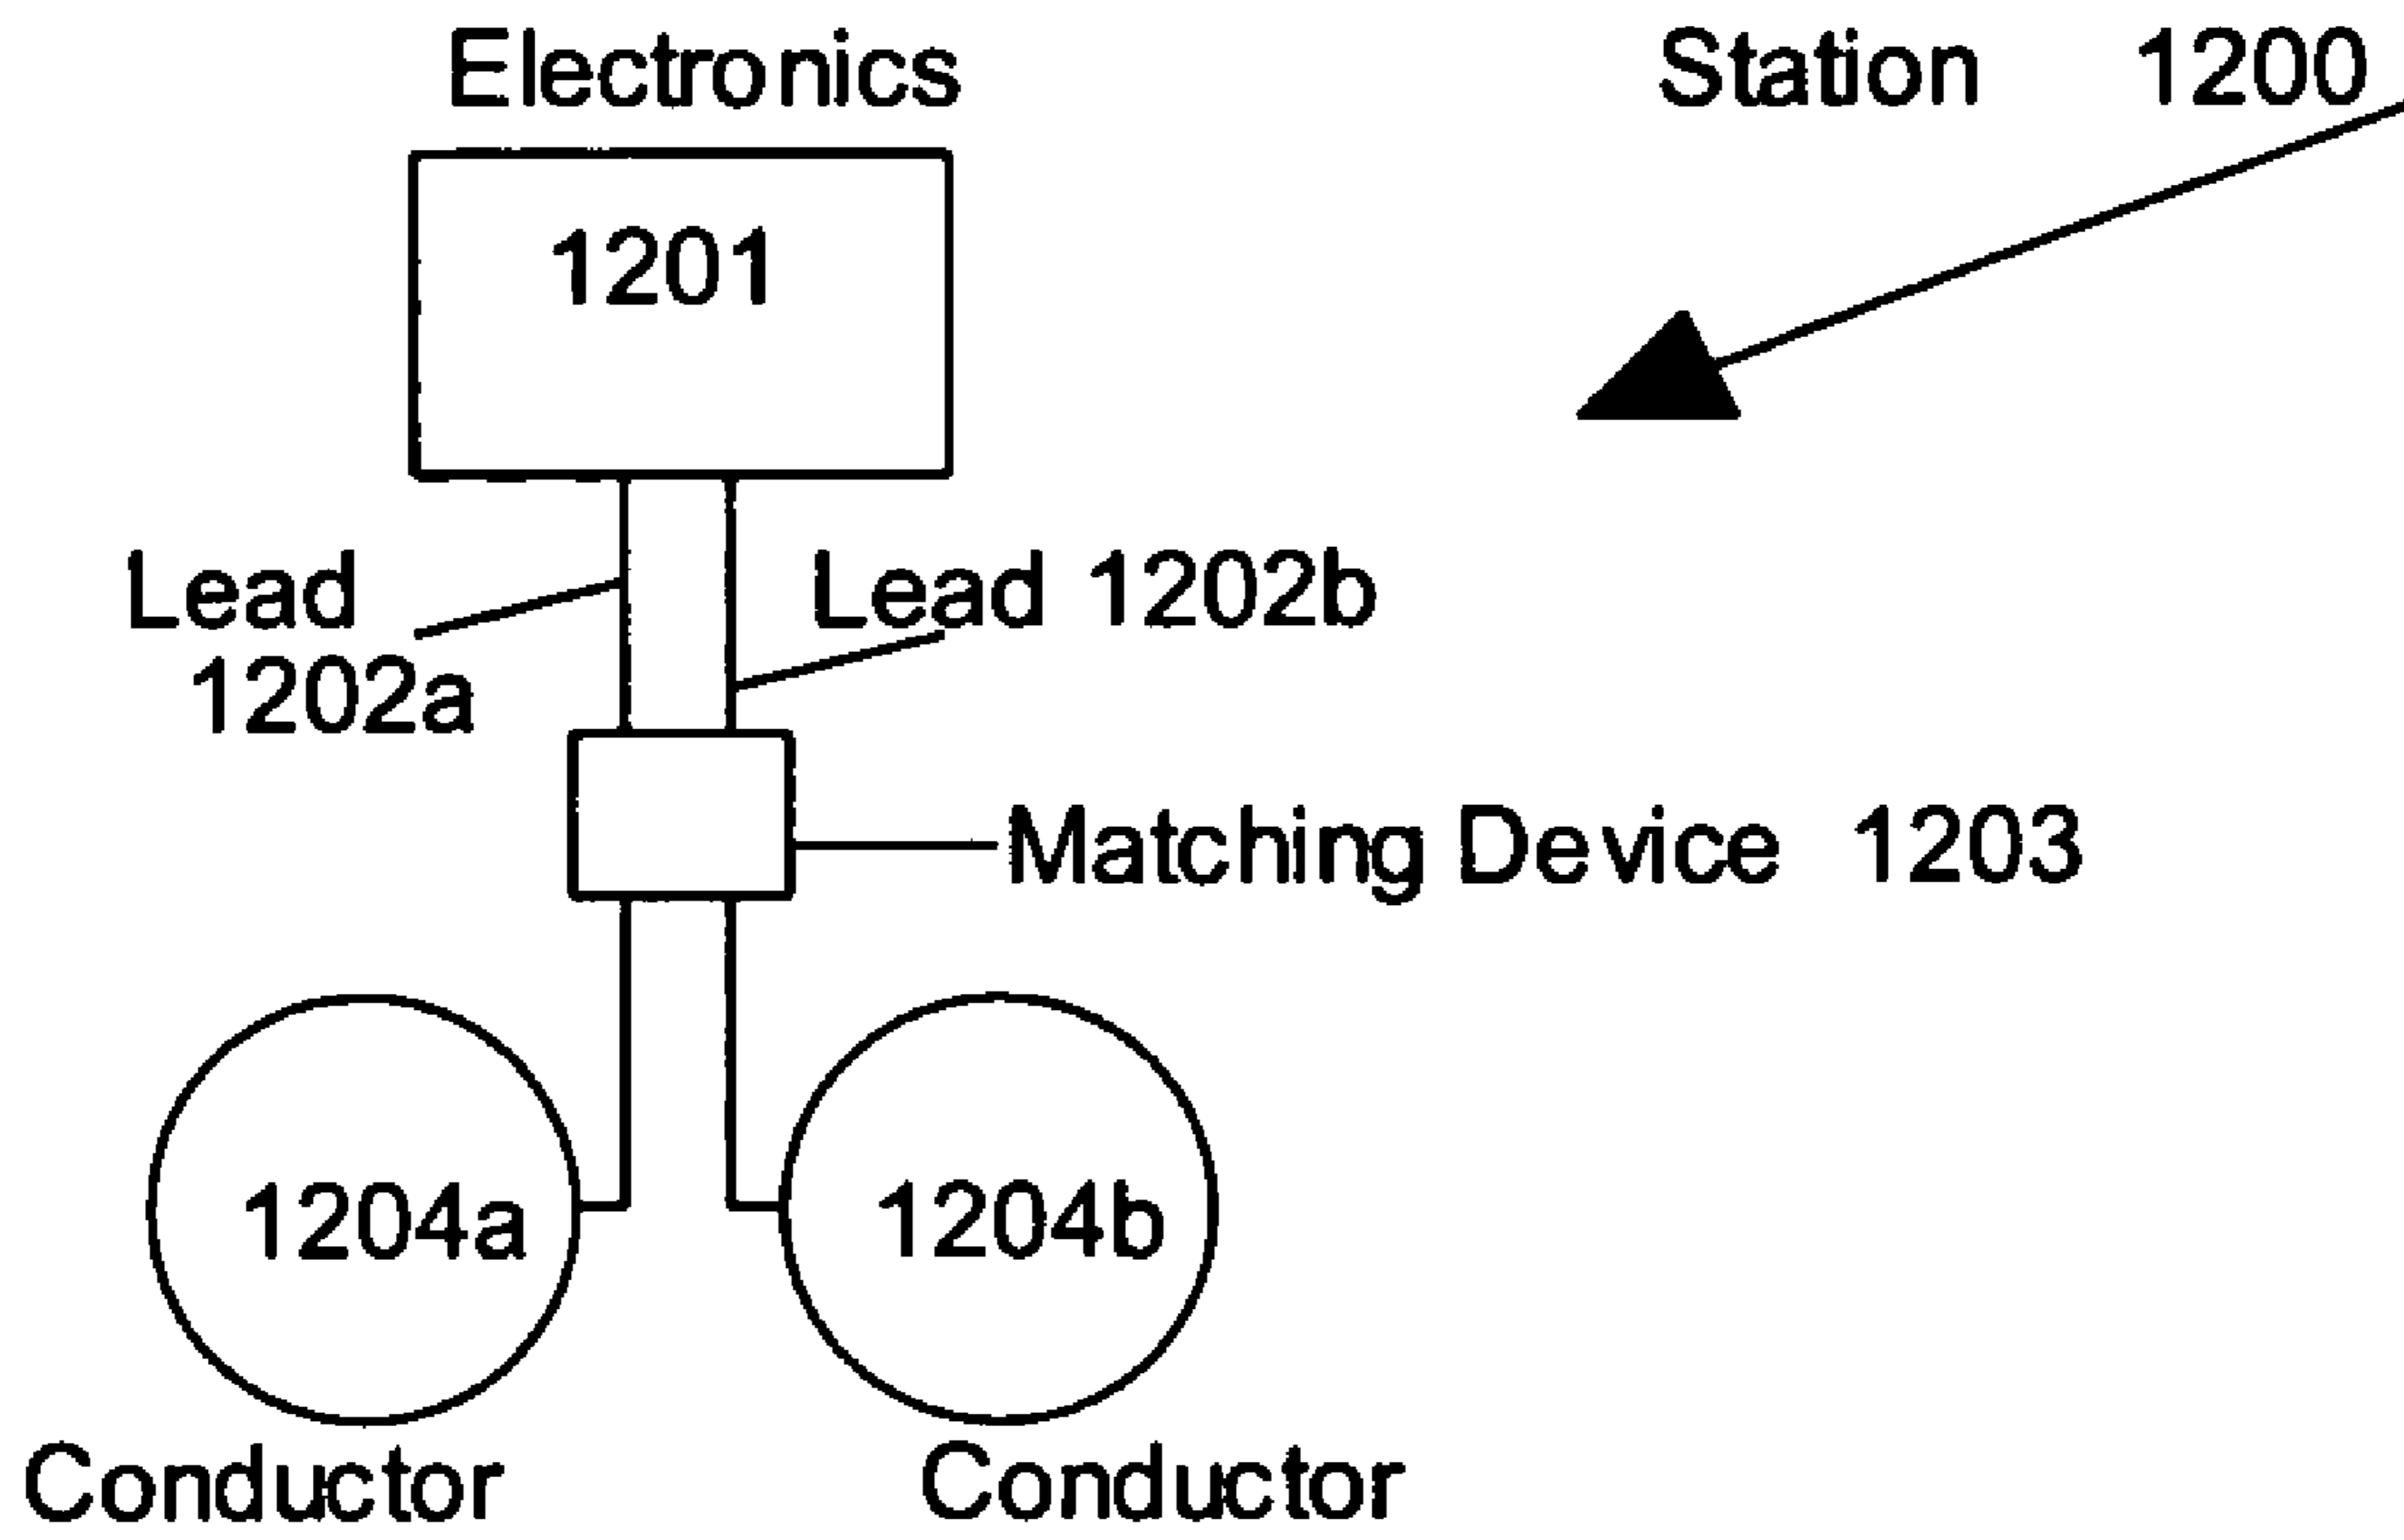 Electronics
Station 1200
1201
Lead
1202a
Lead 1202b
Matching Device 1203
1204a
1204b
Conductor
Conductor